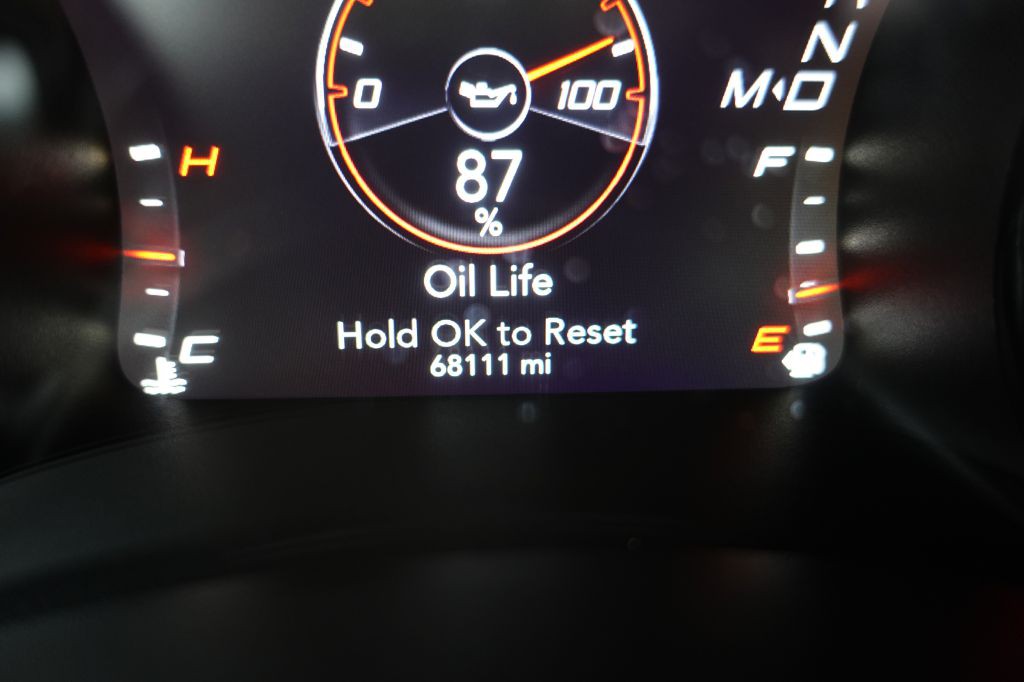 N
M D
0 100
H 87 F
%
Oil Life
Hold OK to Reset
E
C
68111 mi